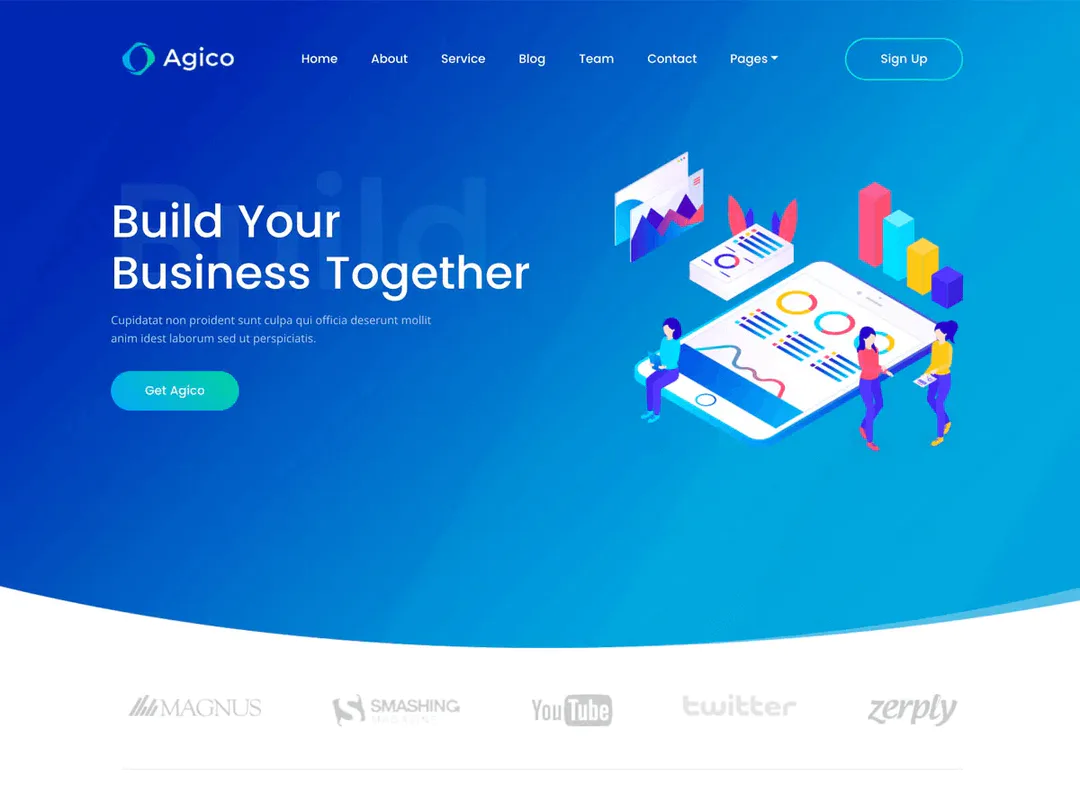 Agico
Home
About
Service
Blog
Team
Contact
Pages
Sign Up
Build
Build Your
Business Together
Cupidatat non proident sunt culpa qui officia deserunt mollit
anim idest laborum sed ut perspiciatis.
Get Agico
MAGNUS
SMASHING
MAGAZINE
YouTube
twitter
zerply